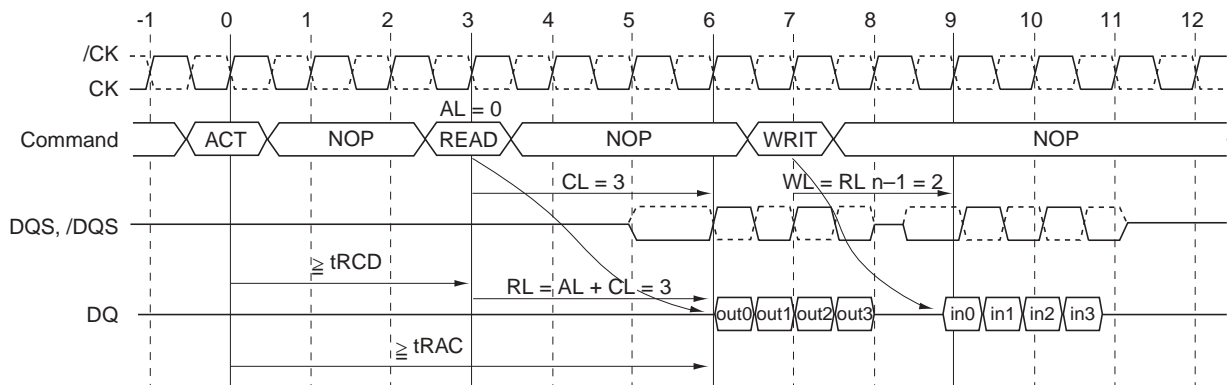 -1 0 1 2 3 4 5 6 7 8 9 10 11 12
/CK
CK
AL = 0
Command ACT NOP READ NOP WRIT NOP
CL = 3 WL = RL n–1 = 2
DQS, /DQS
≧ tRCD
RL = AL + CL = 3
DQ out0 out1 out2 out3 in0 in1 in2 in3
≧ tRAC